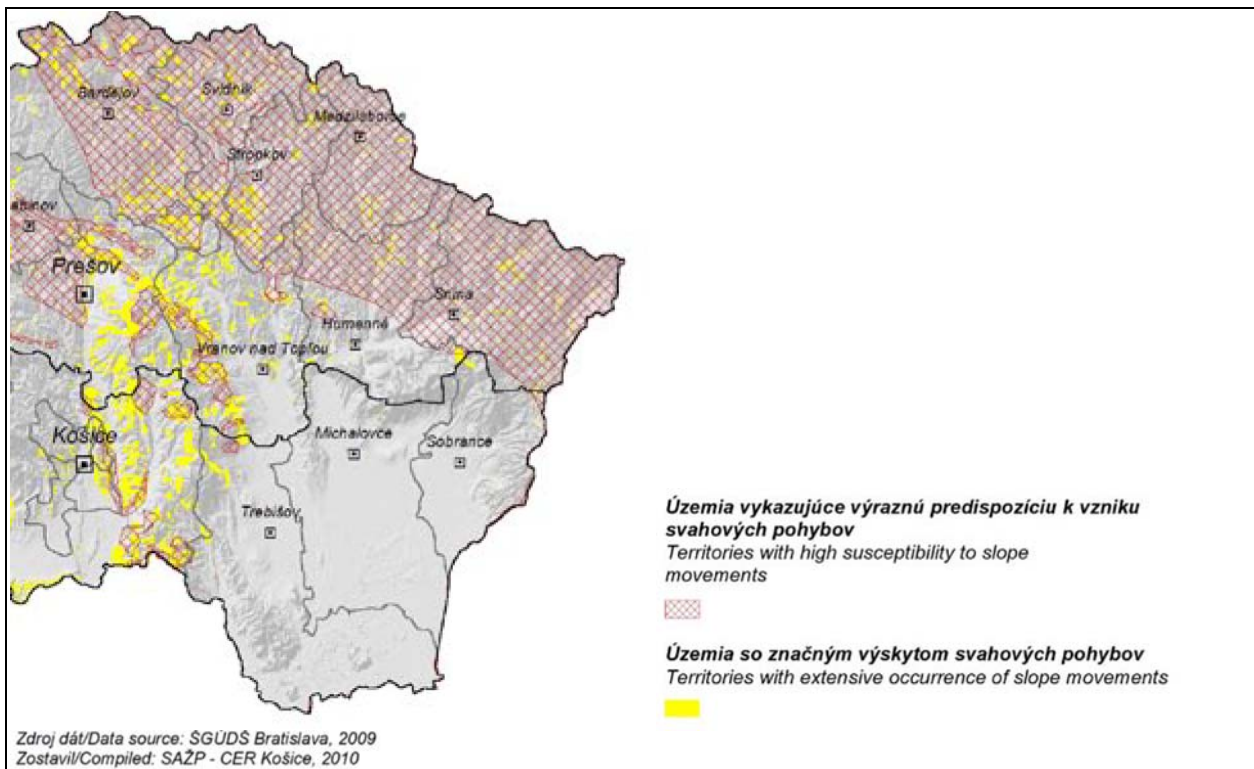 Bardejov
Svidník
Medzilaborce
Stropkov
Prešov
Snina
Humenné
Vranov nad Topľou
Košice
Michalovce
Sobrance
Trebišov
Územia vykazujúce výraznú predispozíciu k vzniku
svahových pohybov
Territories with high susceptibility to slope
movements
Územia so značným výskytom svahových pohybov
Territories with extensive occurrence of slope movements
Zdroj dát/Data source: ŠGÚDŠ Bratislava, 2009
Zostavil/Compiled: SAŽP - CER Košice, 2010